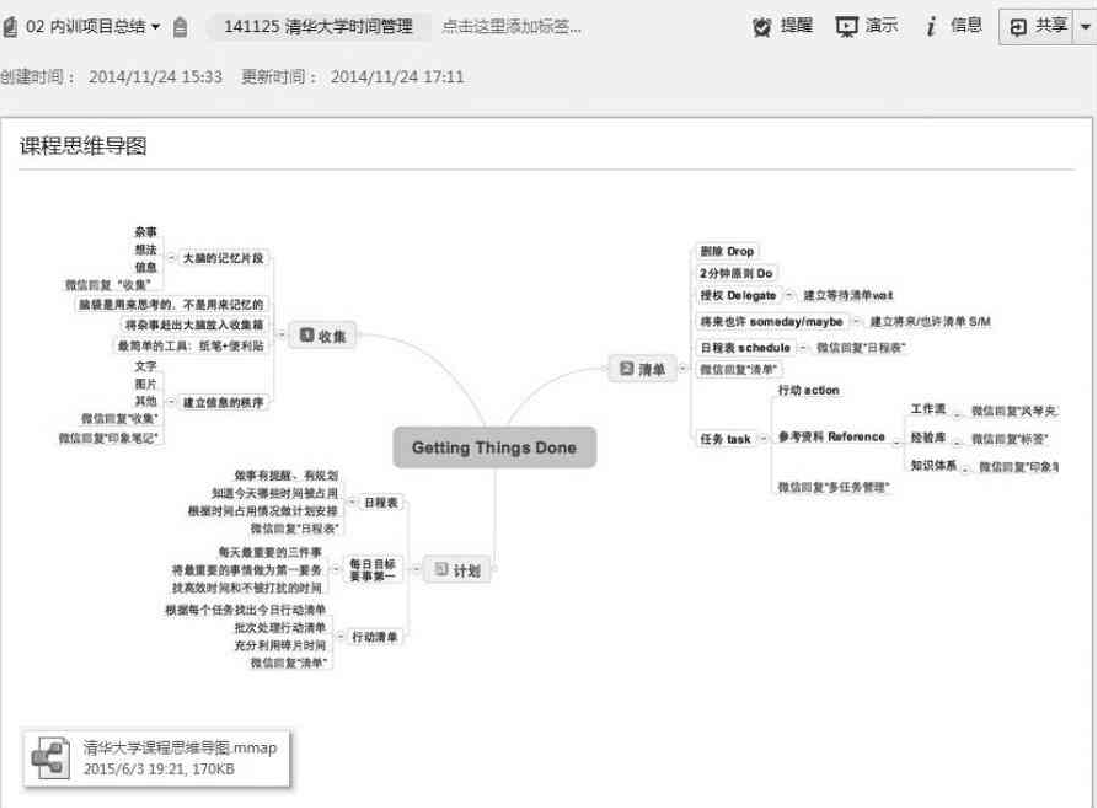 02 内训项目总结
141125 清华大学时间管理
点击这里添加标签...
提醒
演示
信息
共享
创建时间： 2014/11/24 15:33 更新时间： 2014/11/24 17:11
课程思维导图
Getting Things Done
收集
大脑的记忆片段
杂事
想法
信息
微信回复 "收集"
脑袋是用来思考的，不是用来记忆的
将杂事赶出大脑放入收集箱
最简单的工具：纸笔+便利贴
建立信息的秩序
文字
图片
其他
微信回复"收集"
微信回复"印象笔记"
清单
删除 Drop
2分钟原则 Do
授权 Delegate
建立等待清单wait
将来也许 someday/maybe
建立将来/也许清单 S/M
日程表 schedule
微信回复"日程表"
微信回复"清单"
任务 task
行动 action
参考资料 Reference
工作流
微信回复"风琴夹
经验库
微信回复"标签"
知识体系
微信回复"印象
微信回复"多任务管理"
计划
日程表
做事有提醒、有规划
知道今天哪些时间被占用
根据时间占用情况做计划安排
微信回复"日程表"
每日目标
要事第一
每天最重要的三件事
将最重要的事情做为第一要务
找高效时间和不被打扰的时间
行动清单
根据每个任务找出今日行动清单
批次处理行动清单
充分利用碎片时间
微信回复"清单"
清华大学课程思维导图.mmap
2015/6/3 19:21, 170KB